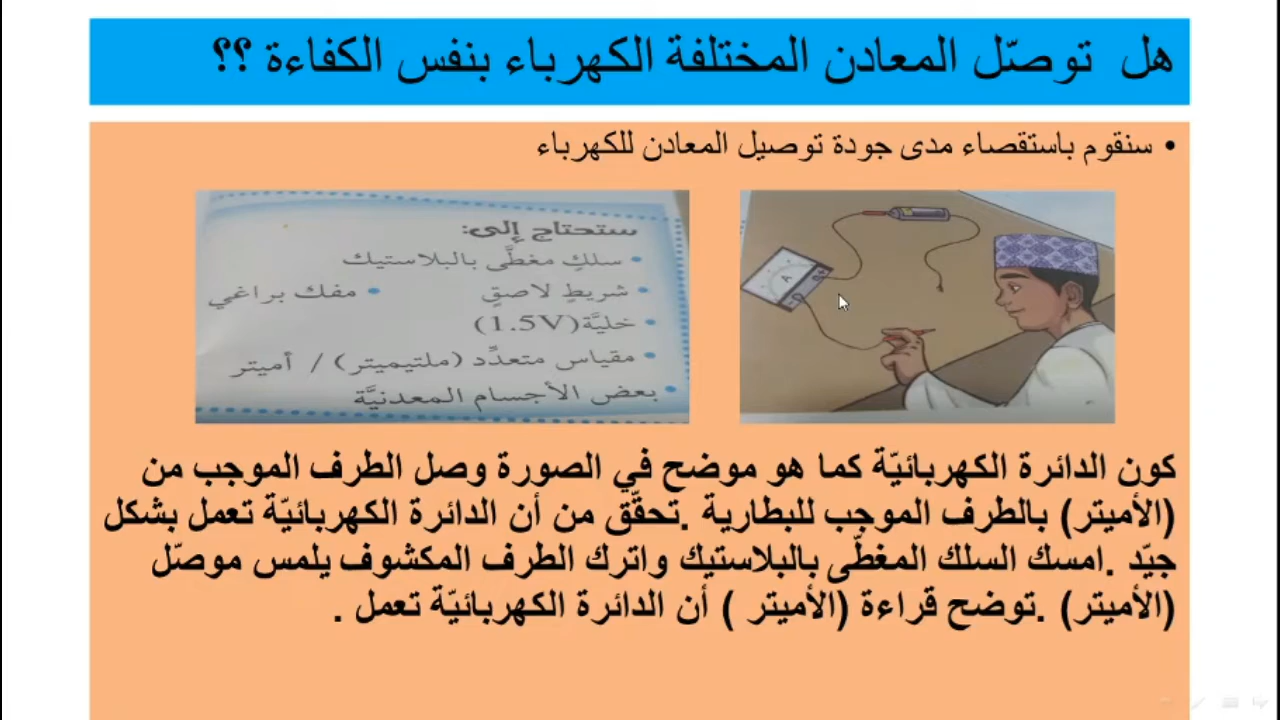 هل توصّل المعادن المختلفة الكهرباء بنفس الكفاءة ؟؟
• سنقوم باستقصاء مدى جودة توصيل المعادن للكهرباء
ستحتاج إلى:
• سلكٍ مغطَّى بالبلاستيك
• شريطٍ لاصقٍ • مفك براغي
• خليَّة (1.5V)
• مقياس متعدِّد (ملتيميتر) / أميتر
• بعض الأجسام المعدنيَّة
A
كون الدائرة الكهربائيّة كما هو موضح في الصورة وصل الطرف الموجب من
(الأميتر) بالطرف الموجب للبطارية .تحقّق من أن الدائرة الكهربائيّة تعمل بشكل
جيّد .امسك السلك المغطّى بالبلاستيك واترك الطرف المكشوف يلمس موصّل
(الأميتر) .توضح قراءة (الأميتر ) أن الدائرة الكهربائيّة تعمل .